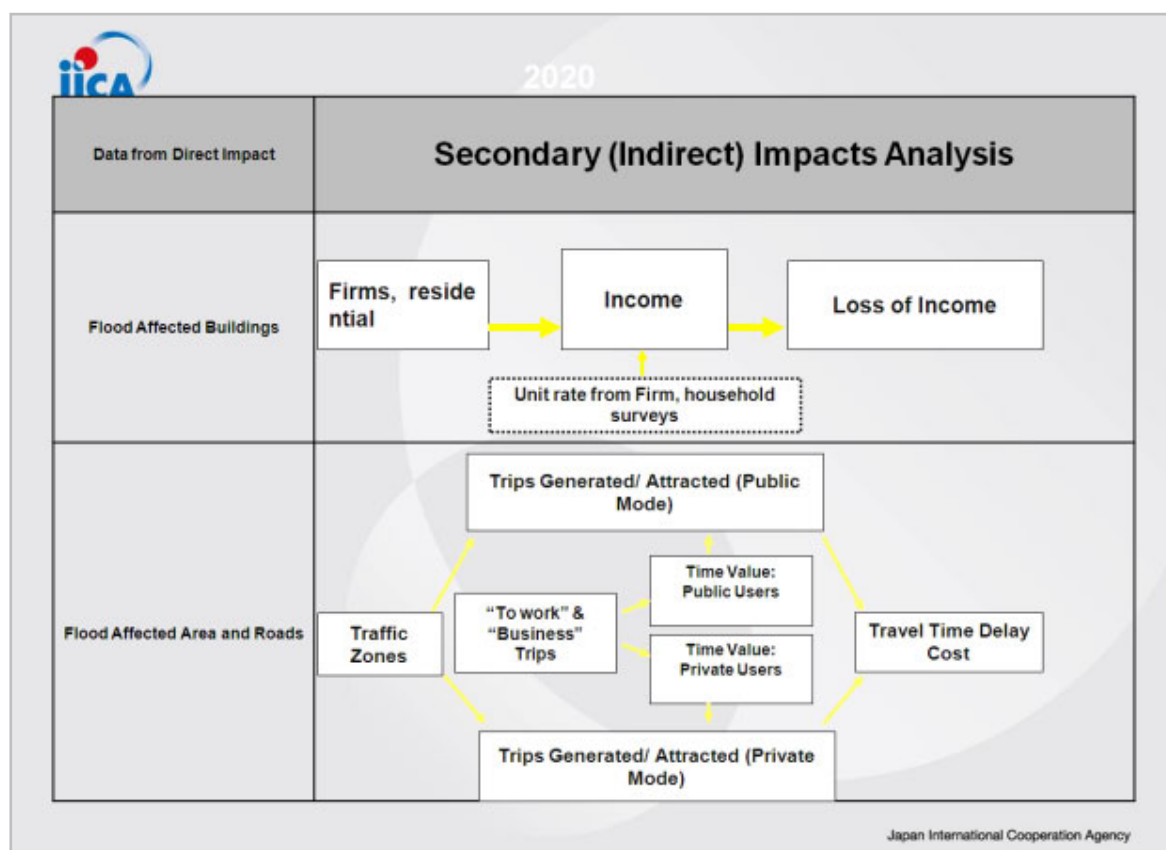 jica
2020
Data from Direct Impact
Secondary (Indirect) Impacts Analysis
Flood Affected Buildings
Firms, reside
ntial
Income
Loss of Income
Unit rate from Firm, household
surveys
Flood Affected Area and Roads
Trips Generated/ Attracted (Public
Mode)
Traffic
Zones
“To work” &
“Business”
Trips
Time Value:
Public Users
Time Value:
Private Users
Travel Time Delay
Cost
Trips Generated/ Attracted (Private
Mode)
Japan International Cooperation Agency